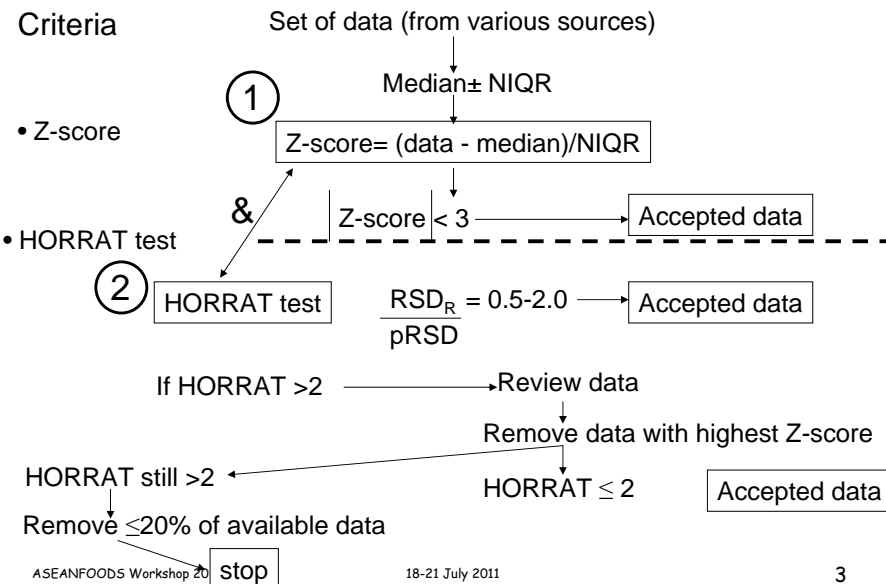 Criteria
Set of data (from various sources)
Median± NIQR
1
• Z-score
Z-score= (data - median)/NIQR
&
|Z-score| < 3
Accepted data
• HORRAT test
2
HORRAT test
RSD_R = 0.5-2.0
pRSD
Accepted data
If HORRAT >2
Review data
Remove data with highest Z-score
HORRAT still >2
HORRAT ≤ 2
Accepted data
Remove ≤20% of available data
stop
ASEANFOODS Workshop 20
18-21 July 2011
3